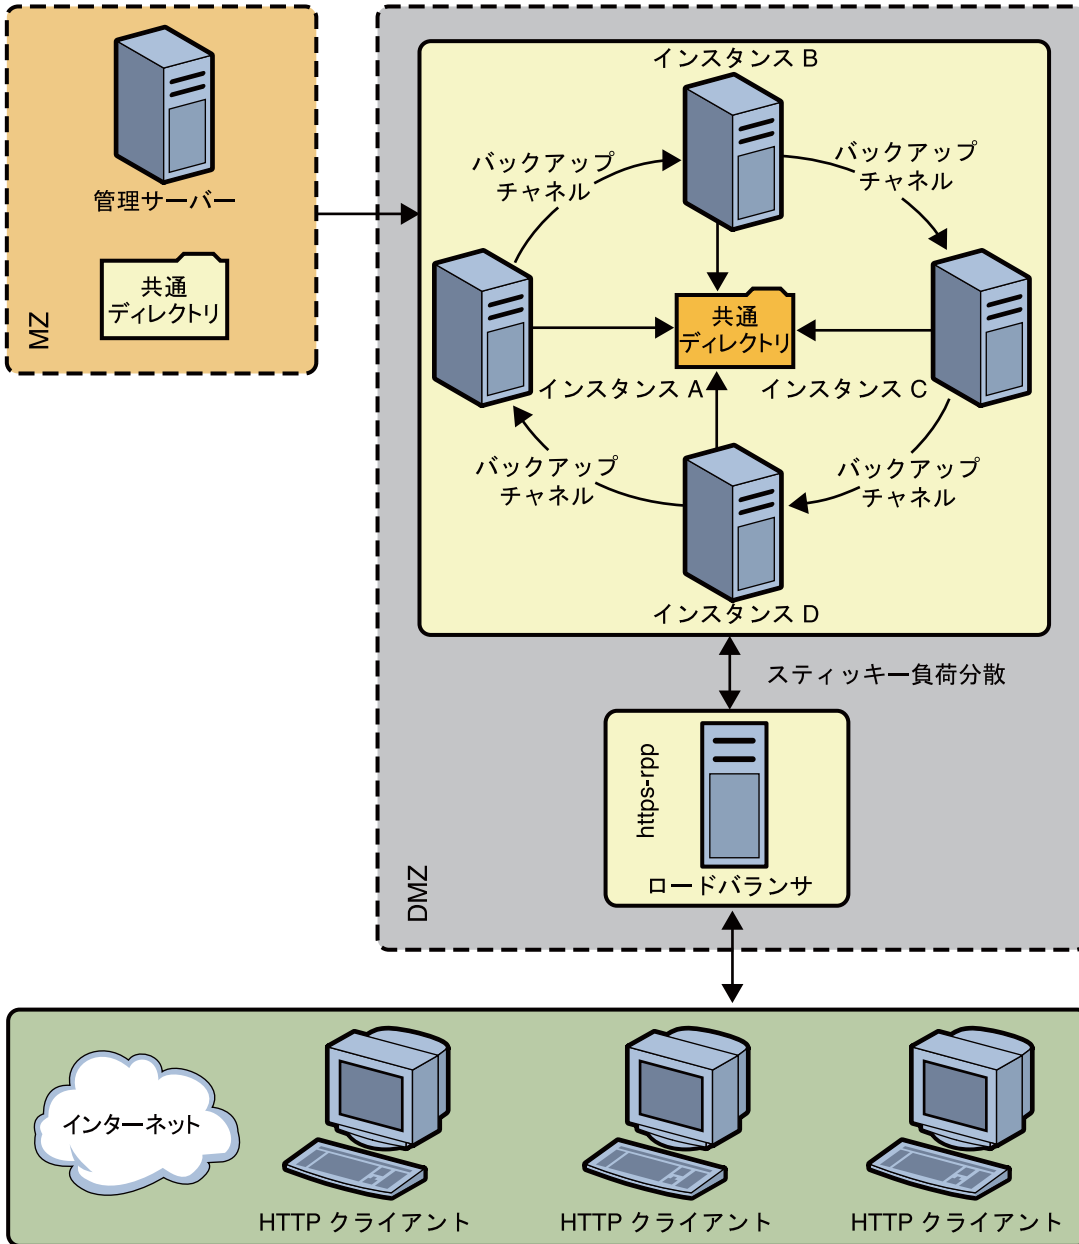 管理サーバー
共通
ディレクトリ
MZ
インスタンス B
バックアップ
チャネル
バックアップ
チャネル
共通
ディレクトリ
インスタンス A
インスタンス C
バックアップ
チャネル
バックアップ
チャネル
インスタンス D
スティッキー負荷分散
https-rpp
ロードバランサ
DMZ
インターネット
HTTP クライアント
HTTP クライアント
HTTP クライアント